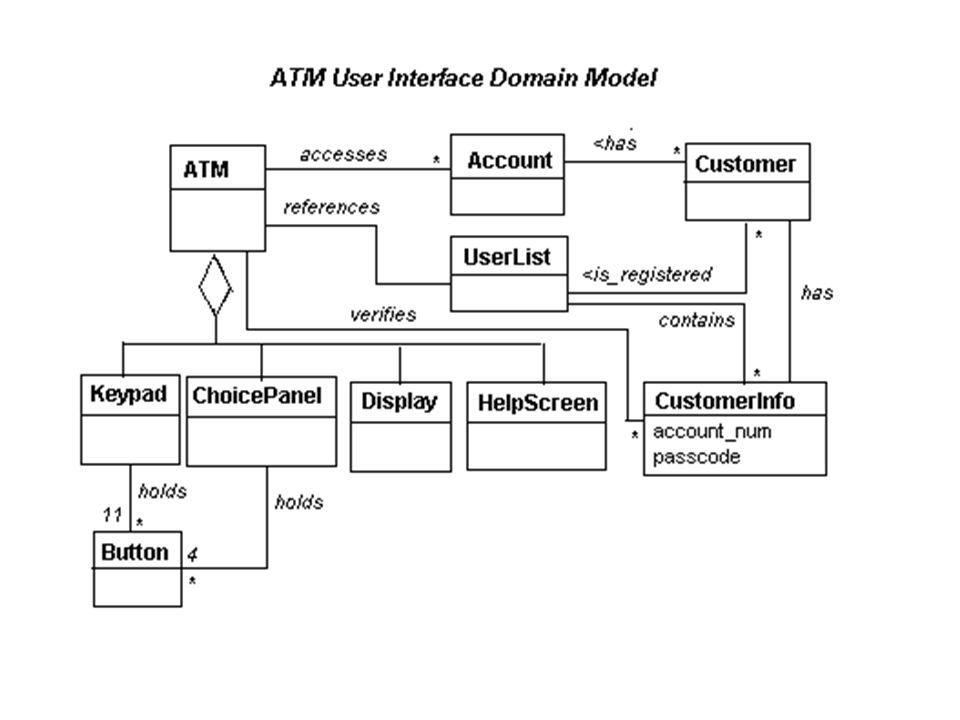 ATM User Interface Domain Model
ATM
accesses
*
Account
<has
*
Customer
references
UserList
*
<is_registered
has
verifies
contains
*
Keypad
ChoicePanel
Display
HelpScreen
CustomerInfo
*
account_num
passcode
holds
holds
11
*
Button
4
*